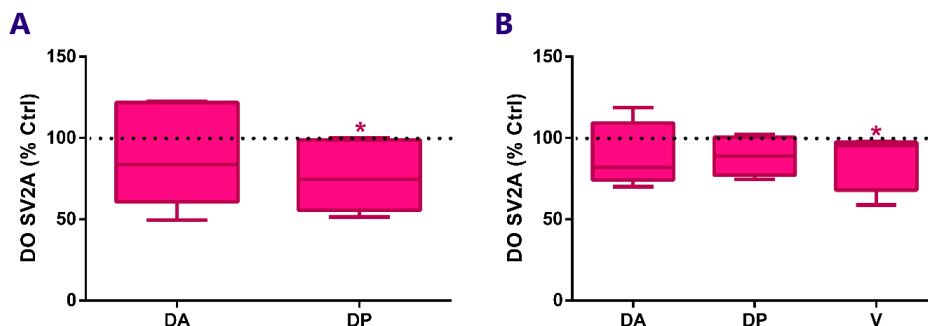 A
DO SV2A (% Ctrl)
150
100
50
0
*
DA DP
B
DO SV2A (% Ctrl)
150
100
50
0
*
DA DP V